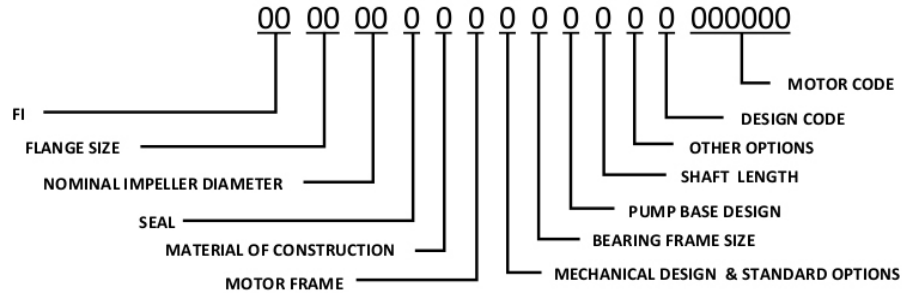 00 00 00 0 0 0 0 0 0 0 0 0 000000
MOTOR CODE
FI
DESIGN CODE
FLANGE SIZE
OTHER OPTIONS
NOMINAL IMPELLER DIAMETER
SHAFT LENGTH
PUMP BASE DESIGN
SEAL
BEARING FRAME SIZE
MATERIAL OF CONSTRUCTION
MECHANICAL DESIGN & STANDARD OPTIONS
MOTOR FRAME